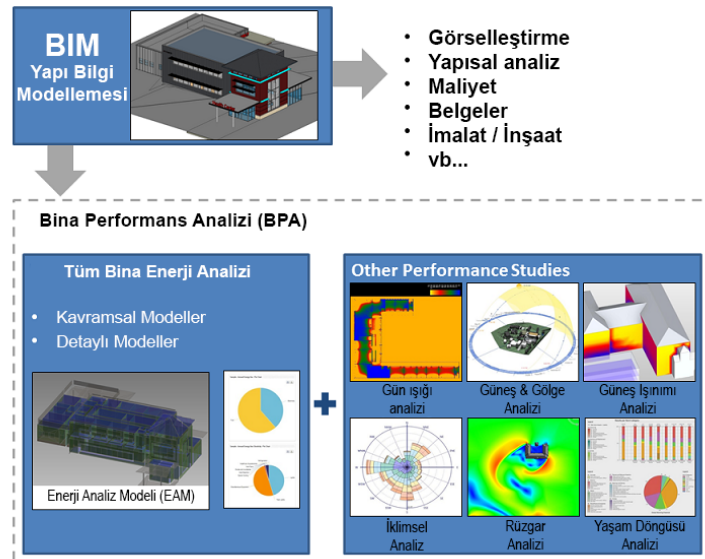 BIM
Yapı Bilgi
Modellemesi
• Görselleştirme
• Yapısal analiz
• Maliyet
• Belgeler
• İmalat / İnşaat
• vb...
Bina Performans Analizi (BPA)
Tüm Bina Enerji Analizi
• Kavramsal Modeller
• Detaylı Modeller
Enerji Analiz Modeli (EAM)
Other Performance Studies
Gün ışığı
analizi
Güneş & Gölge
Analizi
Güneş Işınımı
Analizi
İklimsel
Analiz
Rüzgar
Analizi
Yaşam Döngüsü
Analizi